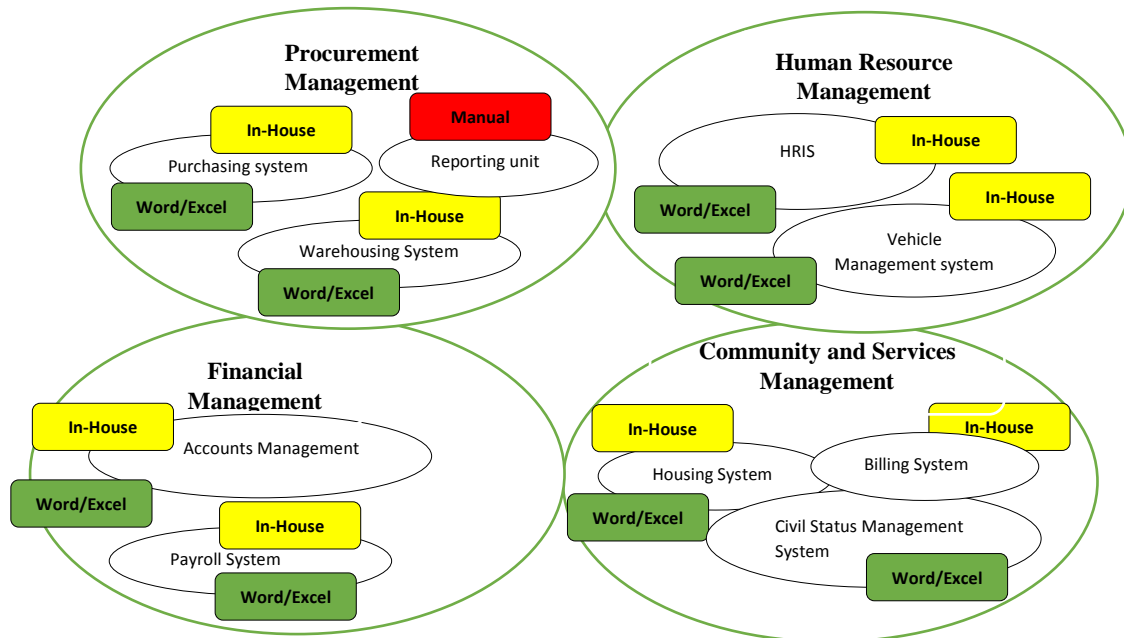 Procurement
Management
In-House
Manual
Purchasing system
Reporting unit
Word/Excel
In-House
Warehousing System
Word/Excel
Human Resource
Management
In-House
HRIS
Word/Excel
In-House
Vehicle
Management system
Word/Excel
Financial
Management
In-House
Accounts Management
Word/Excel
In-House
Payroll System
Word/Excel
Community and Services
Management
In-House
In-House
Housing System
Billing System
Word/Excel
Civil Status Management
System
Word/Excel